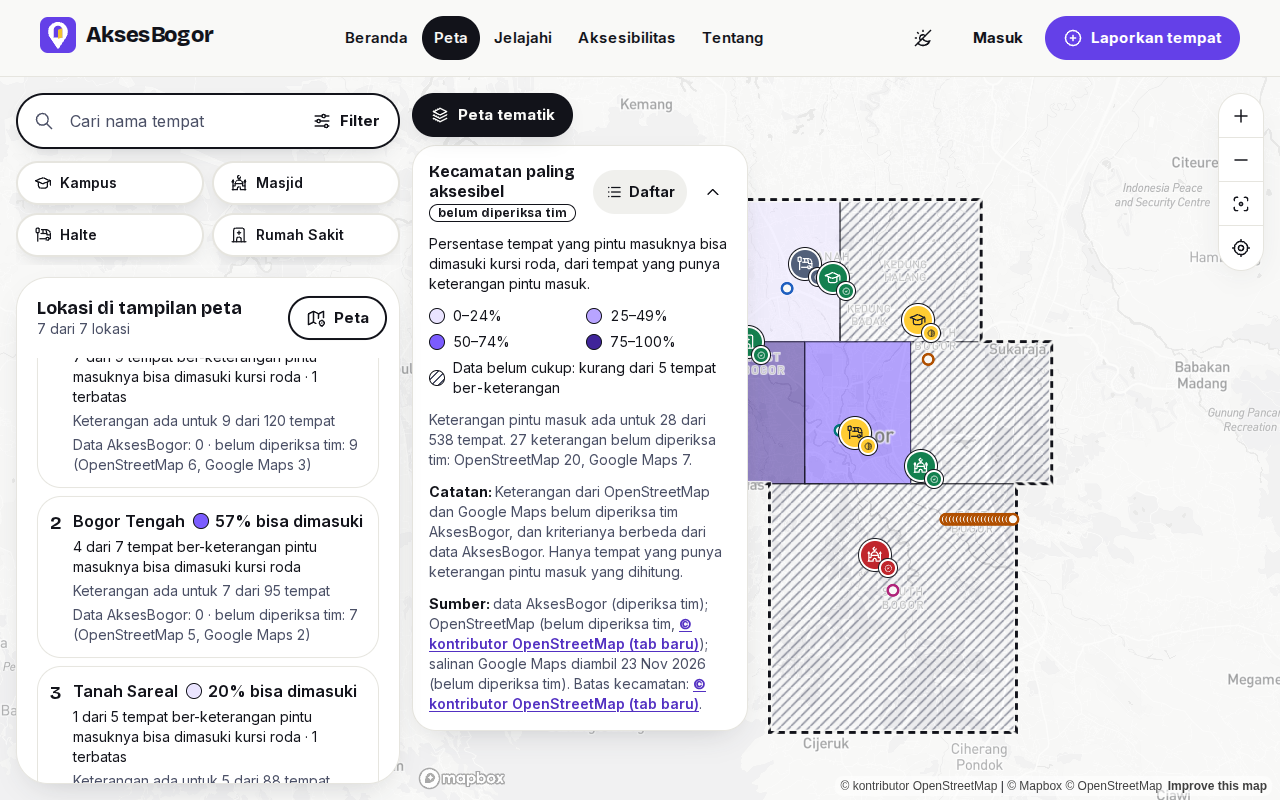 AksesBogor
Beranda
Peta
Jelajahi
Aksesibilitas
Tentang
Masuk
Laporkan tempat
Cari nama tempat
Filter
Kampus
Masjid
Halte
Rumah Sakit
Lokasi di tampilan peta
7 dari 7 lokasi
Peta
masuknya bisa dimasuki kursi roda · 1
terbatas
Keterangan ada untuk 9 dari 120 tempat
Data AksesBogor: 0 · belum diperiksa tim: 9
(OpenStreetMap 6, Google Maps 3)
2 Bogor Tengah 57% bisa dimasuki
4 dari 7 tempat ber-keterangan pintu
masuknya bisa dimasuki kursi roda
Keterangan ada untuk 7 dari 95 tempat
Data AksesBogor: 0 · belum diperiksa tim: 7
(OpenStreetMap 5, Google Maps 2)
3 Tanah Sareal 20% bisa dimasuki
1 dari 5 tempat ber-keterangan pintu
masuknya bisa dimasuki kursi roda · 1
terbatas
Keterangan ada untuk 5 dari 88 tempat
Peta tematik
Kecamatan paling
aksesibel
belum diperiksa tim
Daftar
Persentase tempat yang pintu masuknya bisa
dimasuki kursi roda, dari tempat yang punya
keterangan pintu masuk.
0–24%
25–49%
50–74%
75–100%
Data belum cukup: kurang dari 5 tempat
ber-keterangan
Keterangan pintu masuk ada untuk 28 dari
538 tempat. 27 keterangan belum diperiksa
tim: OpenStreetMap 20, Google Maps 7.
Catatan: Keterangan dari OpenStreetMap
dan Google Maps belum diperiksa tim
AksesBogor, dan kriterianya berbeda dari
data AksesBogor. Hanya tempat yang punya
keterangan pintu masuk yang dihitung.
Sumber: data AksesBogor (diperiksa tim);
OpenStreetMap (belum diperiksa tim, ©
kontributor OpenStreetMap (tab baru));
salinan Google Maps diambil 23 Nov 2026
(belum diperiksa tim). Batas kecamatan: ©
kontributor OpenStreetMap (tab baru).
Kemang
Indonesia Peace
and Security Centre
KEDUNG
HALANG
KEDUNG
BADAK
Sukaraja
Babakan
Madang
BOGOR
SOUTH
BOGOR
Cijeruk
Ciherang
Pondok
mapbox
© kontributor OpenStreetMap | © Mapbox © OpenStreetMap Improve this map